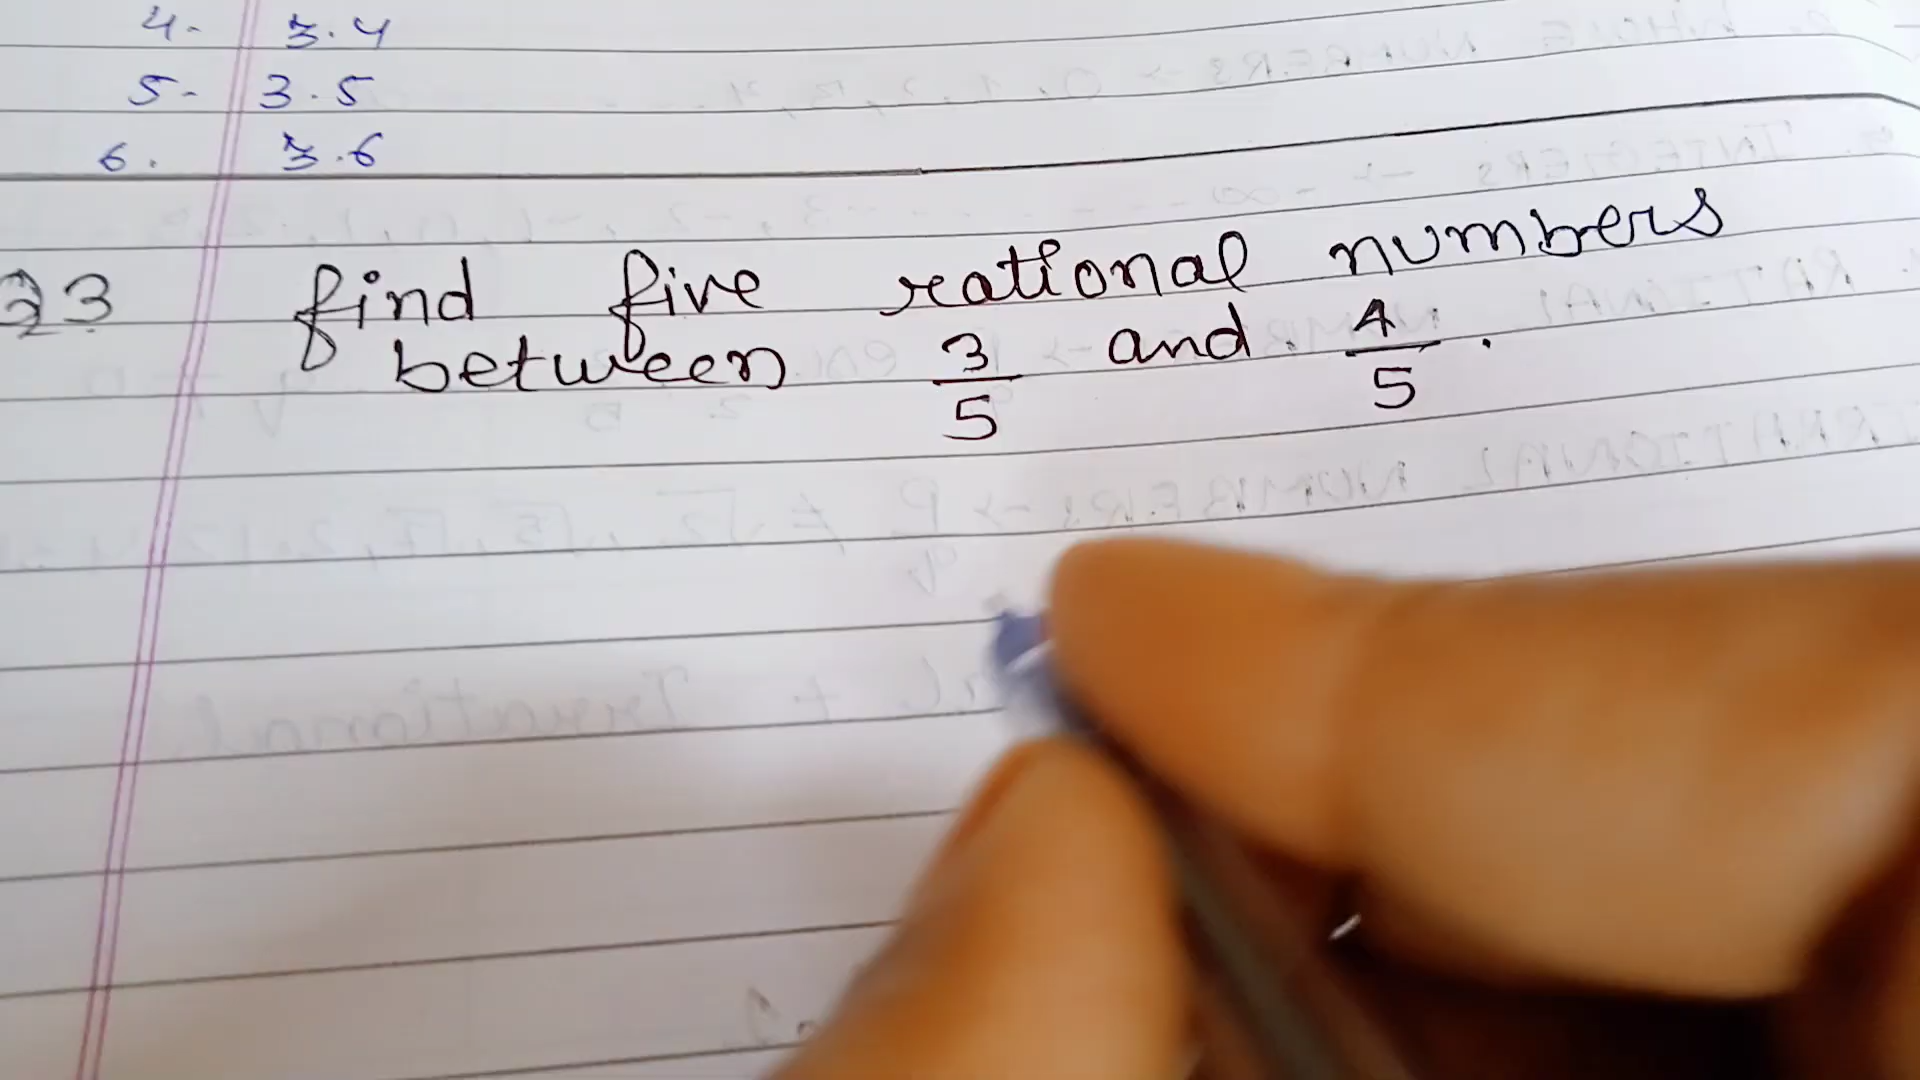 4. 3.4
5. 3.5
6. 3.6
Q3 find five rational numbers
between 3/5 and 4/5.